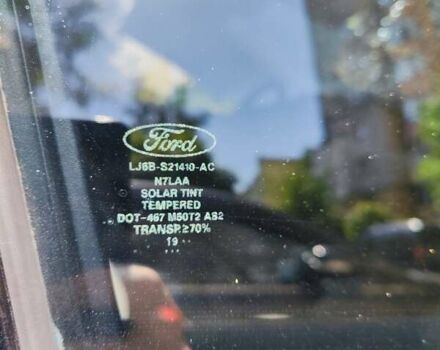 Ford
LJ6B-S21410-AC
N7LAA
SOLAR TINT
TEMPERED
DOT-467 M50T2 AS2
TRANSP.≥70%
19